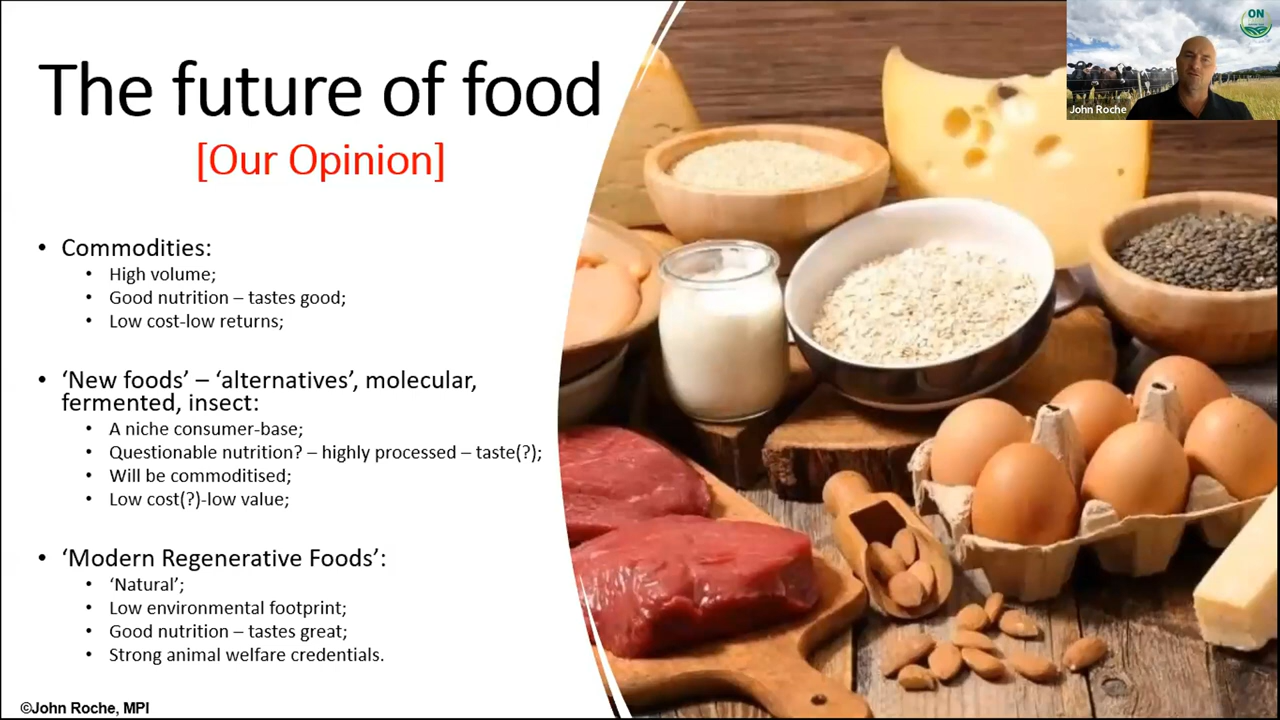 The future of food
[Our Opinion]
• Commodities:
• High volume;
• Good nutrition – tastes good;
• Low cost-low returns;
• ‘New foods’ – ‘alternatives’, molecular,
fermented, insect:
• A niche consumer-base;
• Questionable nutrition? – highly processed – taste(?);
• Will be commoditised;
• Low cost(?)-low value;
• ‘Modern Regenerative Foods’:
• ‘Natural’;
• Low environmental footprint;
• Good nutrition – tastes great;
• Strong animal welfare credentials.
©John Roche, MPI
ON
John Roche